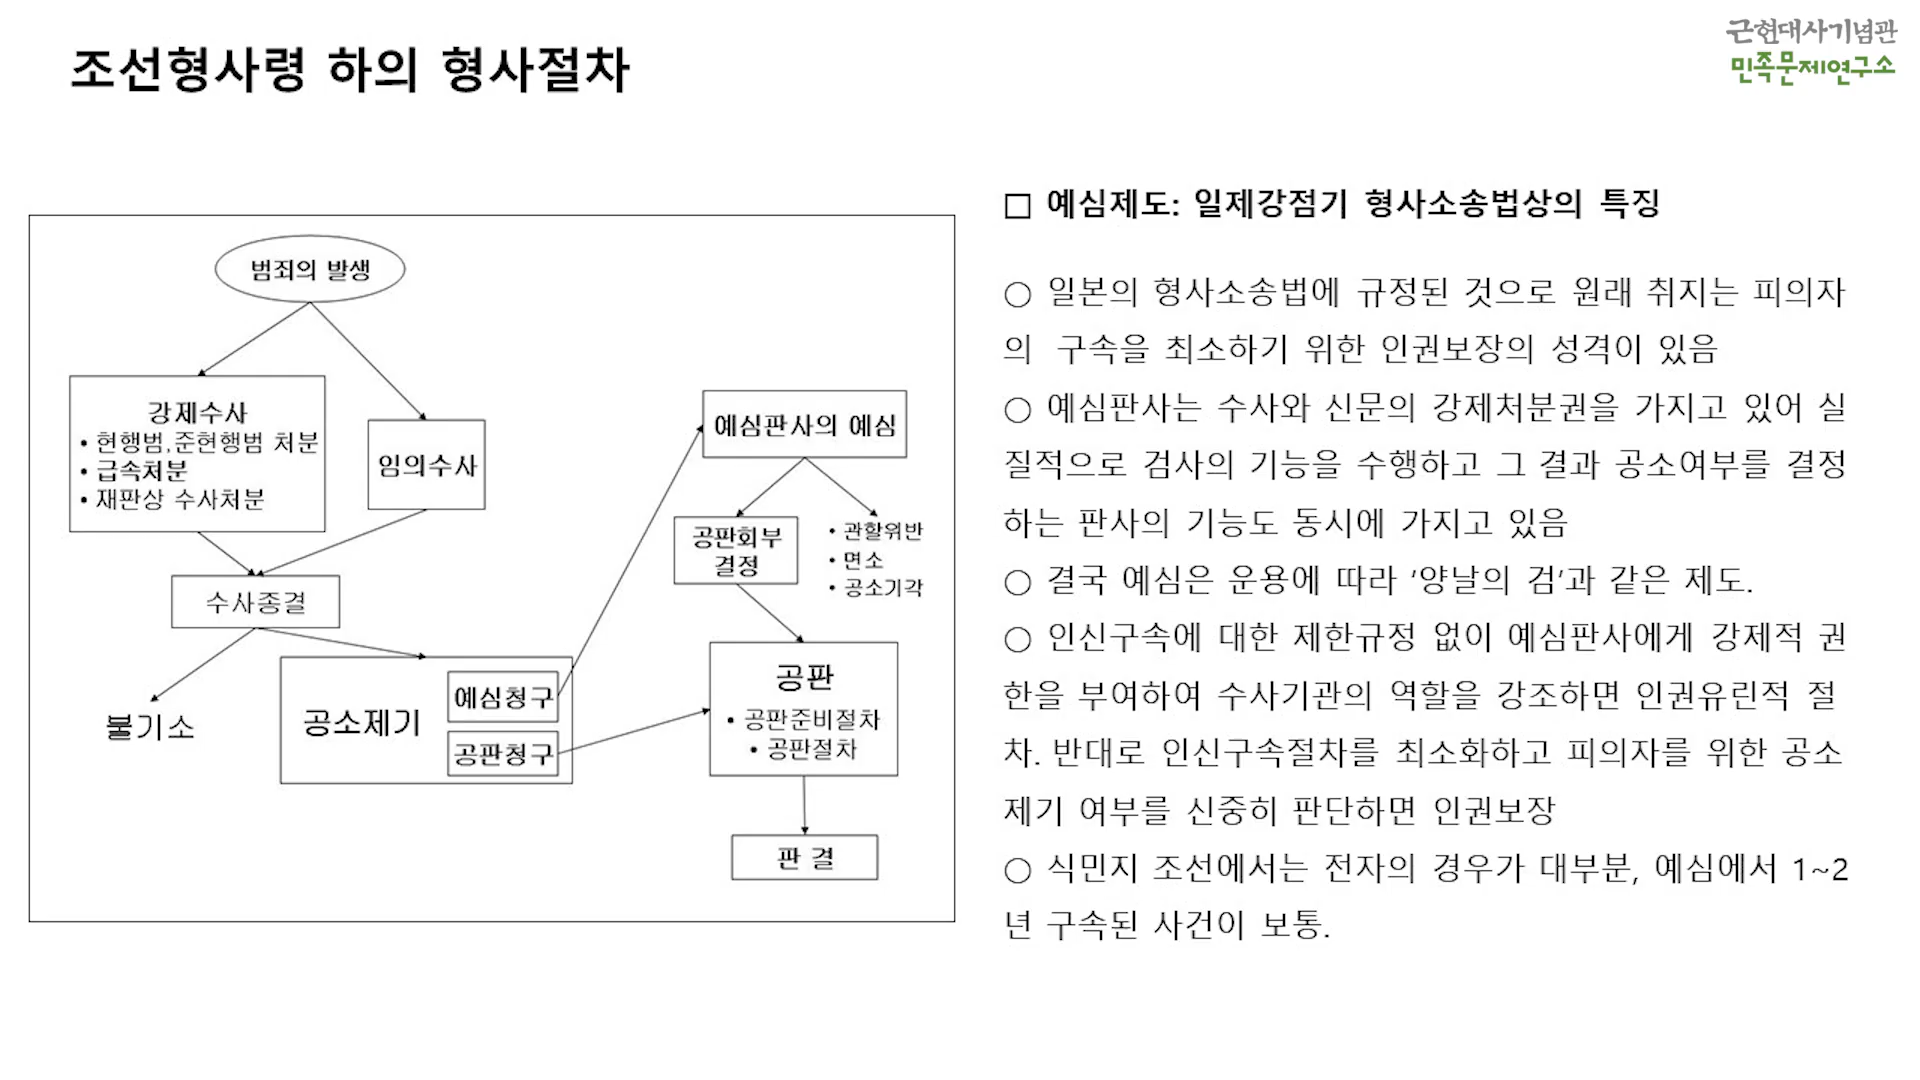 조선형사령 하의 형사절차
근현대사기념관
민족문제연구소
범죄의 발생
강제수사
• 현행범,준현행범 처분
• 급속처분
• 재판상 수사처분
임의수사
수사종결
불기소
공소제기
예심청구
공판청구
예심판사의 예심
공판회부
결정
• 관할위반
• 면소
• 공소기각
공판
• 공판준비절차
• 공판절차
판 결
□ 예심제도: 일제강점기 형사소송법상의 특징
○ 일본의 형사소송법에 규정된 것으로 원래 취지는 피의자
의 구속을 최소하기 위한 인권보장의 성격이 있음
○ 예심판사는 수사와 신문의 강제처분권을 가지고 있어 실
질적으로 검사의 기능을 수행하고 그 결과 공소여부를 결정
하는 판사의 기능도 동시에 가지고 있음
○ 결국 예심은 운용에 따라 '양날의 검'과 같은 제도.
○ 인신구속에 대한 제한규정 없이 예심판사에게 강제적 권
한을 부여하여 수사기관의 역할을 강조하면 인권유린적 절
차. 반대로 인신구속절차를 최소화하고 피의자를 위한 공소
제기 여부를 신중히 판단하면 인권보장
○ 식민지 조선에서는 전자의 경우가 대부분, 예심에서 1~2
년 구속된 사건이 보통.